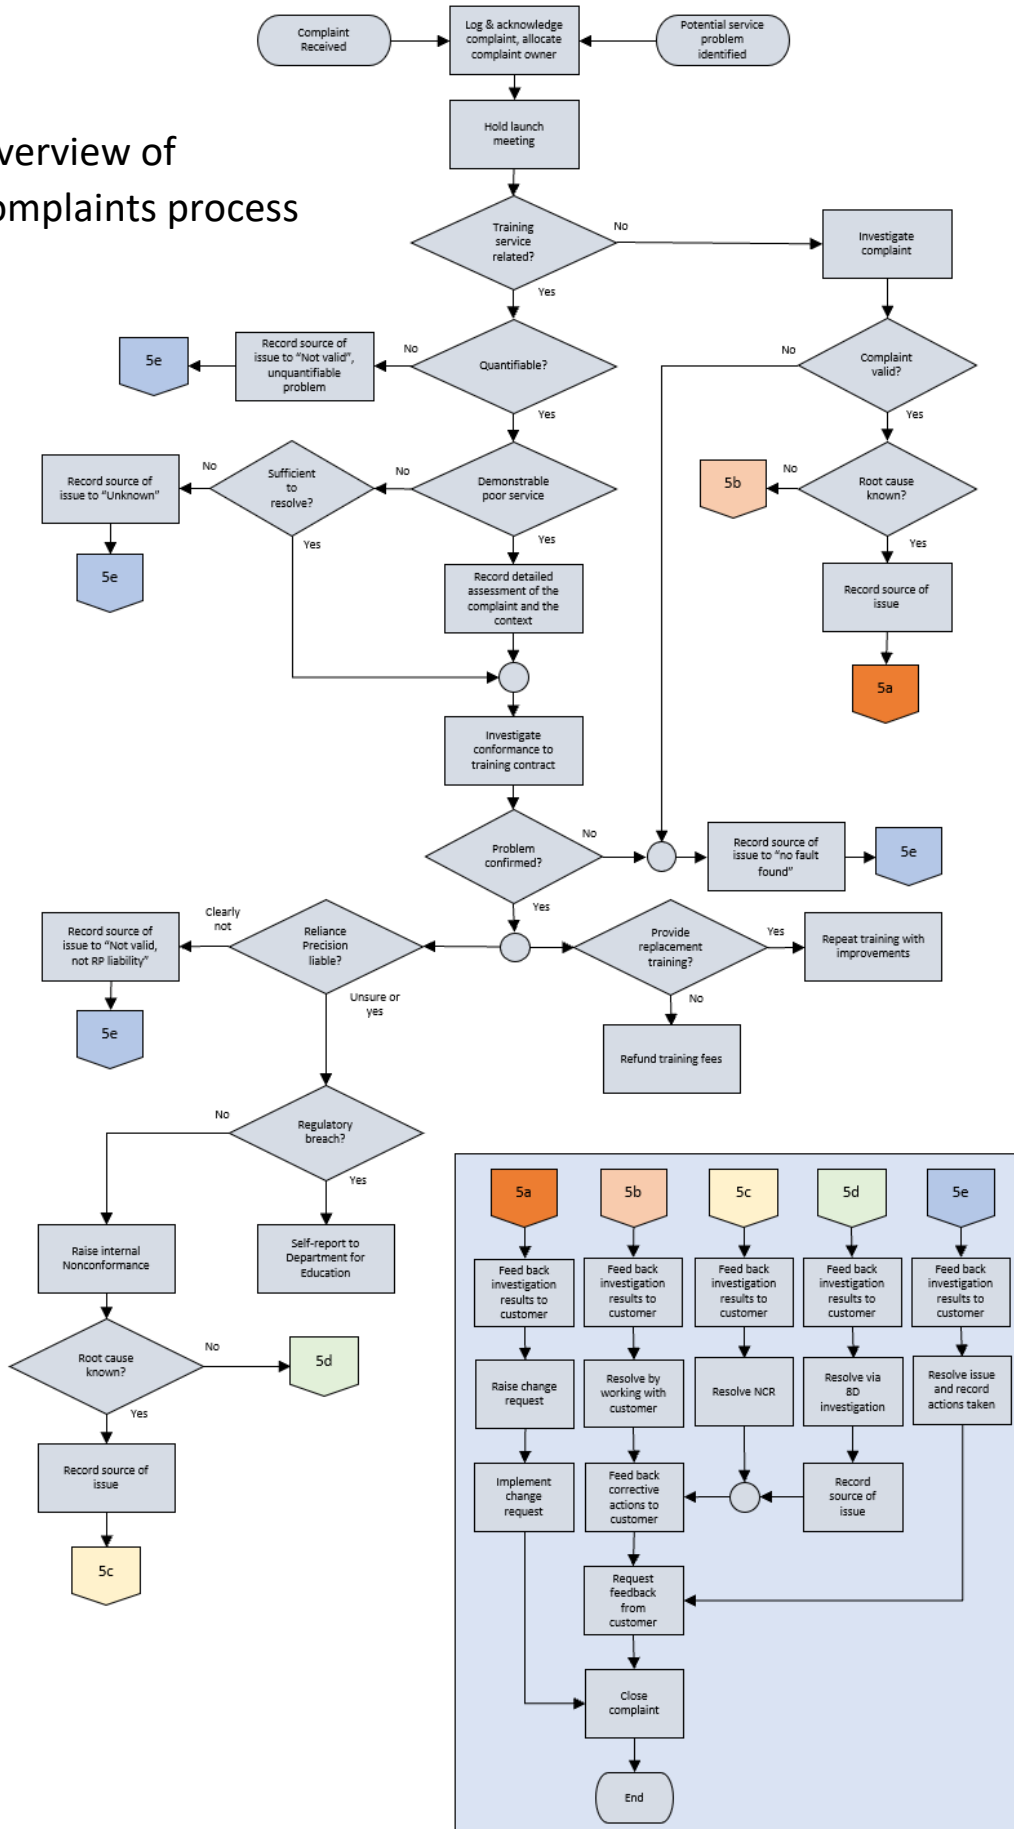 Complaint
Received
Log & acknowledge
complaint, allocate
complaint owner
Potential service
problem
identified
Hold launch
meeting
verview of
omplaints process
Training
service
related?
No
Yes
Investigate
complaint
5e
Record source of
issue to "Not valid",
unquantifiable
problem
No
Quantifiable?
Yes
No
Complaint
valid?
Yes
Record source of
issue to "Unknown"
No
Sufficient
to
resolve?
Yes
No
Demonstrable
poor service
Yes
5b
No
Root cause
known?
Yes
5e
Record detailed
assessment of the
complaint and the
context
Record source of
issue
5a
Investigate
conformance to
training contract
Problem
confirmed?
No
Yes
Record source of
issue to "no fault
found"
5e
Record source of
issue to "Not valid,
not RP liability"
Clearly
not
Reliance
Precision
liable?
Unsure or
yes
Provide
replacement
training?
Yes
No
Repeat training with
improvements
5e
Refund training fees
No
Regulatory
breach?
Yes
Raise internal
Nonconformance
Self-report to
Department for
Education
Root cause
known?
No
Yes
5d
Record source of
issue
5c
5a
5b
5c
5d
5e
Feed back
investigation
results to
customer
Feed back
investigation
results to
customer
Feed back
investigation
results to
customer
Feed back
investigation
results to
customer
Feed back
investigation
results to
customer
Raise change
request
Resolve by
working with
customer
Resolve NCR
Resolve via
8D
investigation
Resolve issue
and record
actions taken
Implement
change
request
Feed back
corrective
actions to
customer
Record
source of
issue
Request
feedback
from
customer
Close
complaint
End